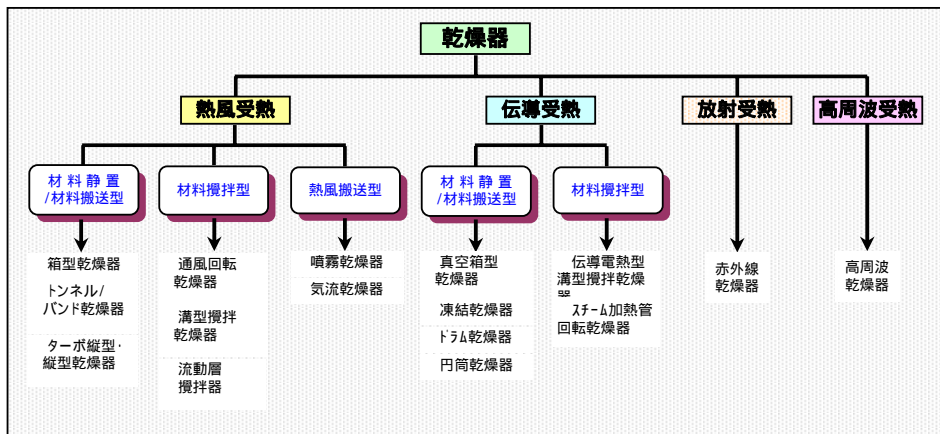 乾燥器
熱風受熱
伝導受熱
放射受熱
高周波受熱
材料静置
/材料搬送型
材料攪拌型
熱風搬送型
材料静置
/材料搬送型
材料攪拌型
箱型乾燥器
トンネル/
バンド乾燥器
ターボ縦型・
縦型乾燥器
通風回転
乾燥器
溝型攪拌
乾燥器
流動層
攪拌器
噴霧乾燥器
気流乾燥器
真空箱型
乾燥器
凍結乾燥器
ドラム乾燥器
円筒乾燥器
伝導電熱型
溝型攪拌乾燥
器
スチーム加熱管
回転乾燥器
赤外線
乾燥器
高周波
乾燥器